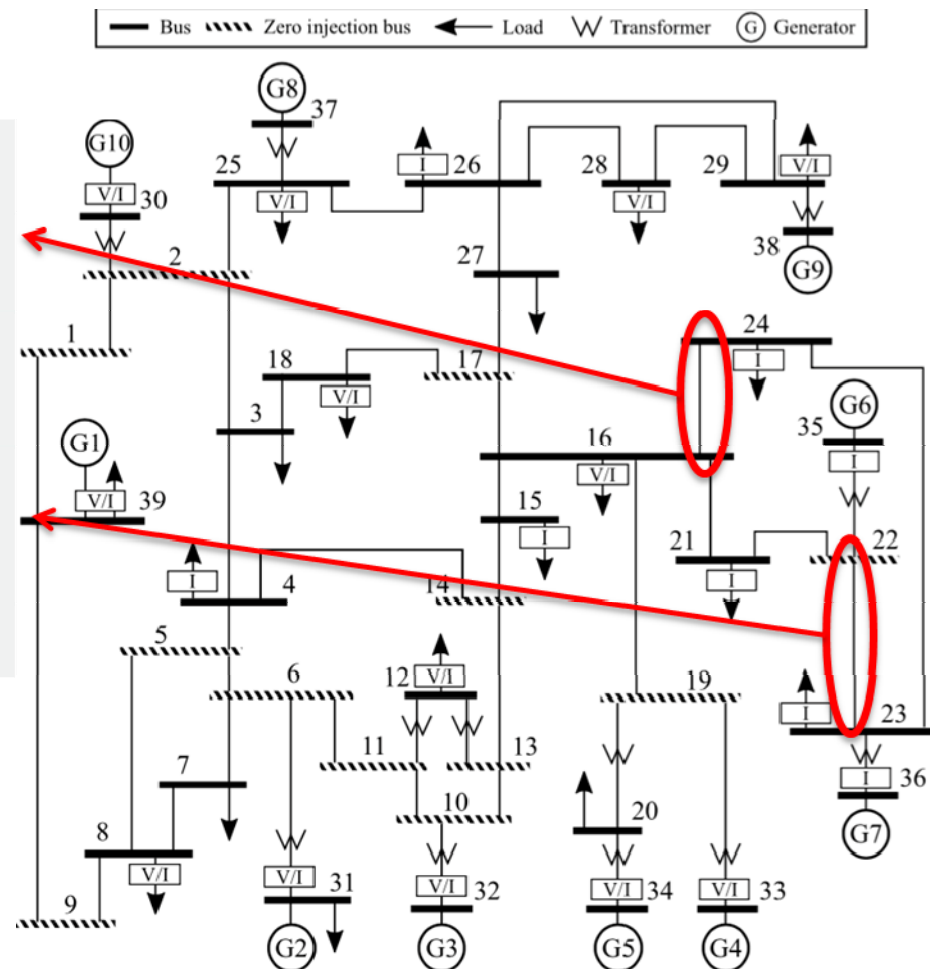 Bus Zero injection bus Load Transformer G Generator
G8
37
G10
V/I
30
25
V/I
I
26
28
V/I
29
V/I
38
G9
2
27
1
18
V/I
17
24
I
G6
35
I
3
16
V/I
G1
V/I
39
15
I
21
I
22
I
4
14
5
6
12
V/I
19
I
23
11
13
7
10
I
36
G7
8
V/I
20
9
V/I
31
V/I
32
V/I
34
V/I
33
G2
G3
G5
G4